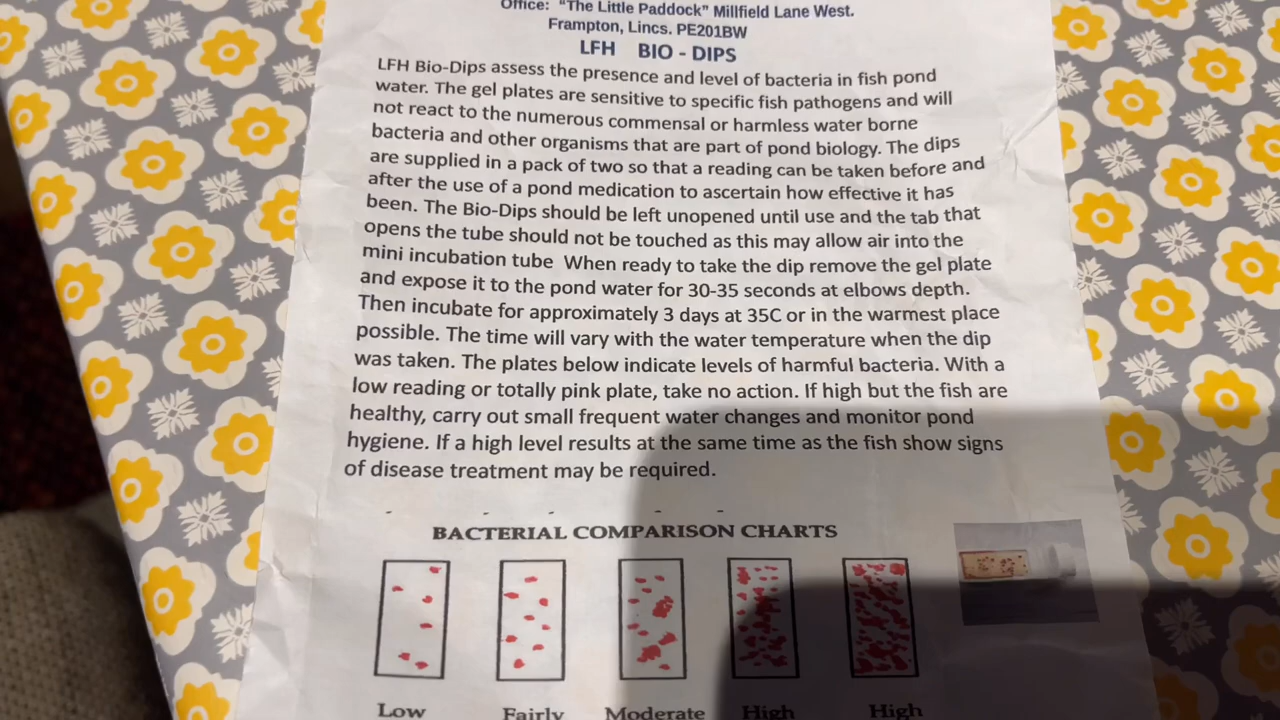 Office: "The Little Paddock" Millfield Lane West.
Frampton, Lincs. PE201BW
LFH BIO - DIPS
LFH Bio-Dips assess the presence and level of bacteria in fish pond
water. The gel plates are sensitive to specific fish pathogens and will
not react to the numerous commensal or harmless water borne
bacteria and other organisms that are part of pond biology. The dips
are supplied in a pack of two so that a reading can be taken before and
after the use of a pond medication to ascertain how effective it has
been. The Bio-Dips should be left unopened until use and the tab that
opens the tube should not be touched as this may allow air into the
mini incubation tube When ready to take the dip remove the gel plate
and expose it to the pond water for 30-35 seconds at elbows depth.
Then incubate for approximately 3 days at 35C or in the warmest place
possible. The time will vary with the water temperature when the dip
was taken. The plates below indicate levels of harmful bacteria. With a
low reading or totally pink plate, take no action. If high but the fish are
healthy, carry out small frequent water changes and monitor pond
hygiene. If a high level results at the same time as the fish show signs
of disease treatment may be required.
BACTERIAL COMPARISON CHARTS
Low Fairly Moderate High High